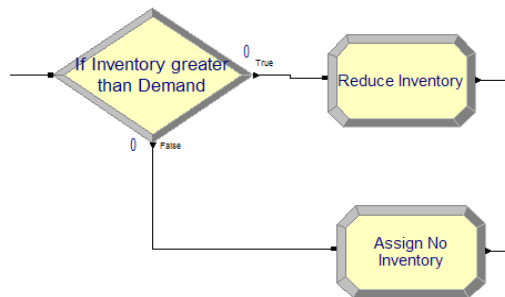 If Inventory greater
than Demand
0
True
0
False
Reduce Inventory
Assign No
Inventory